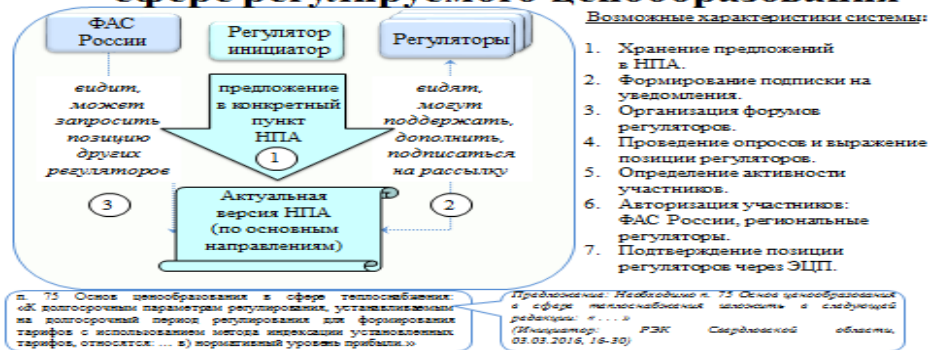 сфере регулируемого ценообразования
ФАС
России
Регулятор
инициатор
Регуляторы
видит,
может
запросить
позицию
других
регуляторов
предложение
в конкретный
пункт
НПА
1
видят,
могут
поддержать,
дополнить,
подписаться
на рассылку
3
2
Актуальная
версия НПА
(по основным
направлениям)
Возможные характеристики системы:
1. Хранение предложений
в НПА.
2. Формирование подписки на
уведомления.
3. Организация форумов
регуляторов.
4. Проведение опросов и выражение
позиции регуляторов.
5. Определение активности
участников.
6. Авторизация участников:
ФАС России, региональные
регуляторы.
7. Подтверждение позиции
регуляторов через ЭЦП.
п. 75 Основ ценообразования в сфере теплоснабжения:
«К долгосрочным параметрам регулирования, устанавливаемым
на долгосрочный период регулирования для формирования
тарифов с использованием метода индексации установленных
тарифов, относятся: ... в) нормативный уровень прибыли.»
Предложение: Необходимо п. 75 Основ ценообразования
в сфере теплоснабжения изложить в следующей
редакции: « . . . »
(Инициатор: РЭК Свердловской области,
03.03.2016, 16-30)